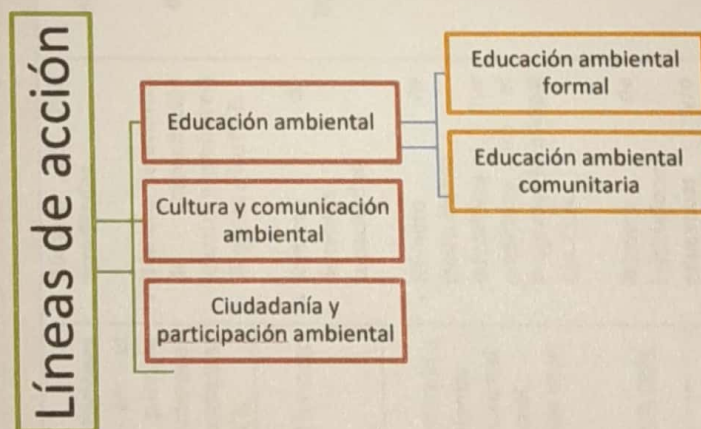 Líneas de acción
Educación ambiental
Educación ambiental
formal
Educación ambiental
comunitaria
Cultura y comunicación
ambiental
Ciudadanía y
participación ambiental